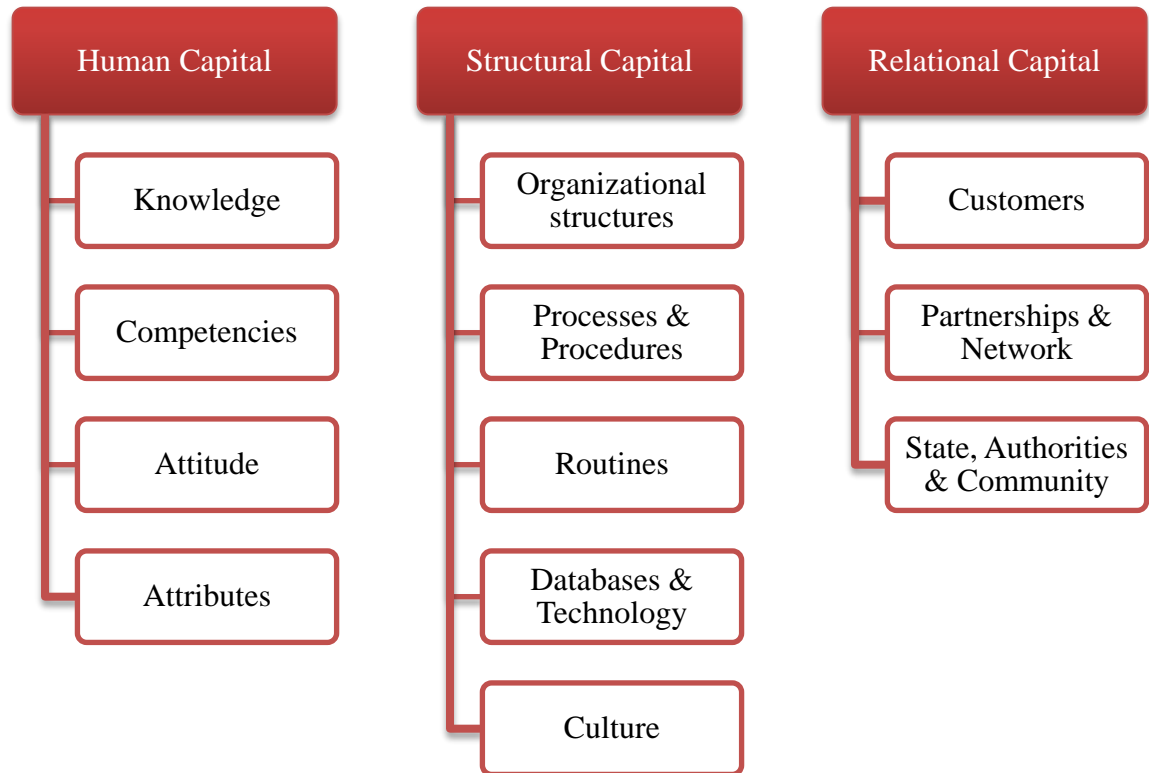 Human Capital
Knowledge
Competencies
Attitude
Attributes
Structural Capital
Organizational
structures
Processes &
Procedures
Routines
Databases &
Technology
Culture
Relational Capital
Customers
Partnerships &
Network
State, Authorities
& Community